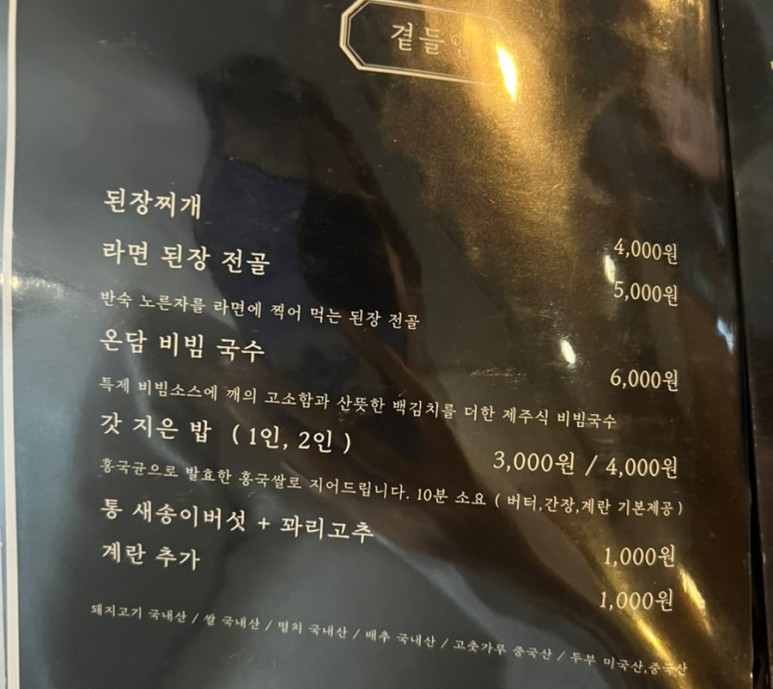 곁들임
된장찌개 4,000원
라면 된장 전골 5,000원
반숙 노른자를 라면에 찍어 먹는 된장 전골
온담 비빔 국수 6,000원
특제 비빔소스에 깨의 고소함과 산뜻한 백김치를 더한 제주식 비빔국수
갓 지은 밥 ( 1인, 2인 ) 3,000원 / 4,000원
홍국균으로 발효한 홍국쌀로 지어드립니다. 10분 소요 ( 버터,간장,계란 기본제공 )
통 새송이버섯 + 꽈리고추 1,000원
계란 추가 1,000원
돼지고기 국내산 / 쌀 국내산 / 멸치 국내산 / 배추 국내산 / 고춧가루 중국산 / 두부 미국산,중국산